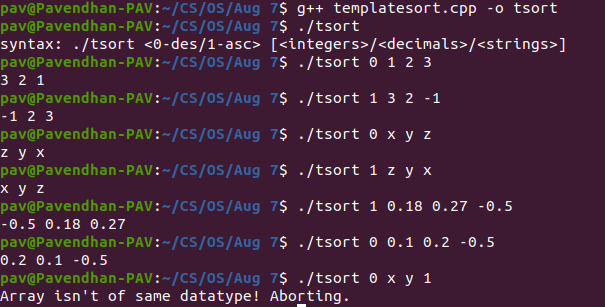 pav@Pavendhan-PAV:~/CS/OS/Aug 7$ g++ templatesort.cpp -o tsort
pav@Pavendhan-PAV:~/CS/OS/Aug 7$ ./tsort
syntax: ./tsort <0-des/1-asc> [<integers>/<decimals>/<strings>]
pav@Pavendhan-PAV:~/CS/OS/Aug 7$ ./tsort 0 1 2 3
3 2 1
pav@Pavendhan-PAV:~/CS/OS/Aug 7$ ./tsort 1 3 2 -1
-1 2 3
pav@Pavendhan-PAV:~/CS/OS/Aug 7$ ./tsort 0 x y z
z y x
pav@Pavendhan-PAV:~/CS/OS/Aug 7$ ./tsort 1 z y x
x y z
pav@Pavendhan-PAV:~/CS/OS/Aug 7$ ./tsort 1 0.18 0.27 -0.5
-0.5 0.18 0.27
pav@Pavendhan-PAV:~/CS/OS/Aug 7$ ./tsort 0 0.1 0.2 -0.5
0.2 0.1 -0.5
pav@Pavendhan-PAV:~/CS/OS/Aug 7$ ./tsort 0 x y 1
Array isn't of same datatype! Aborting.